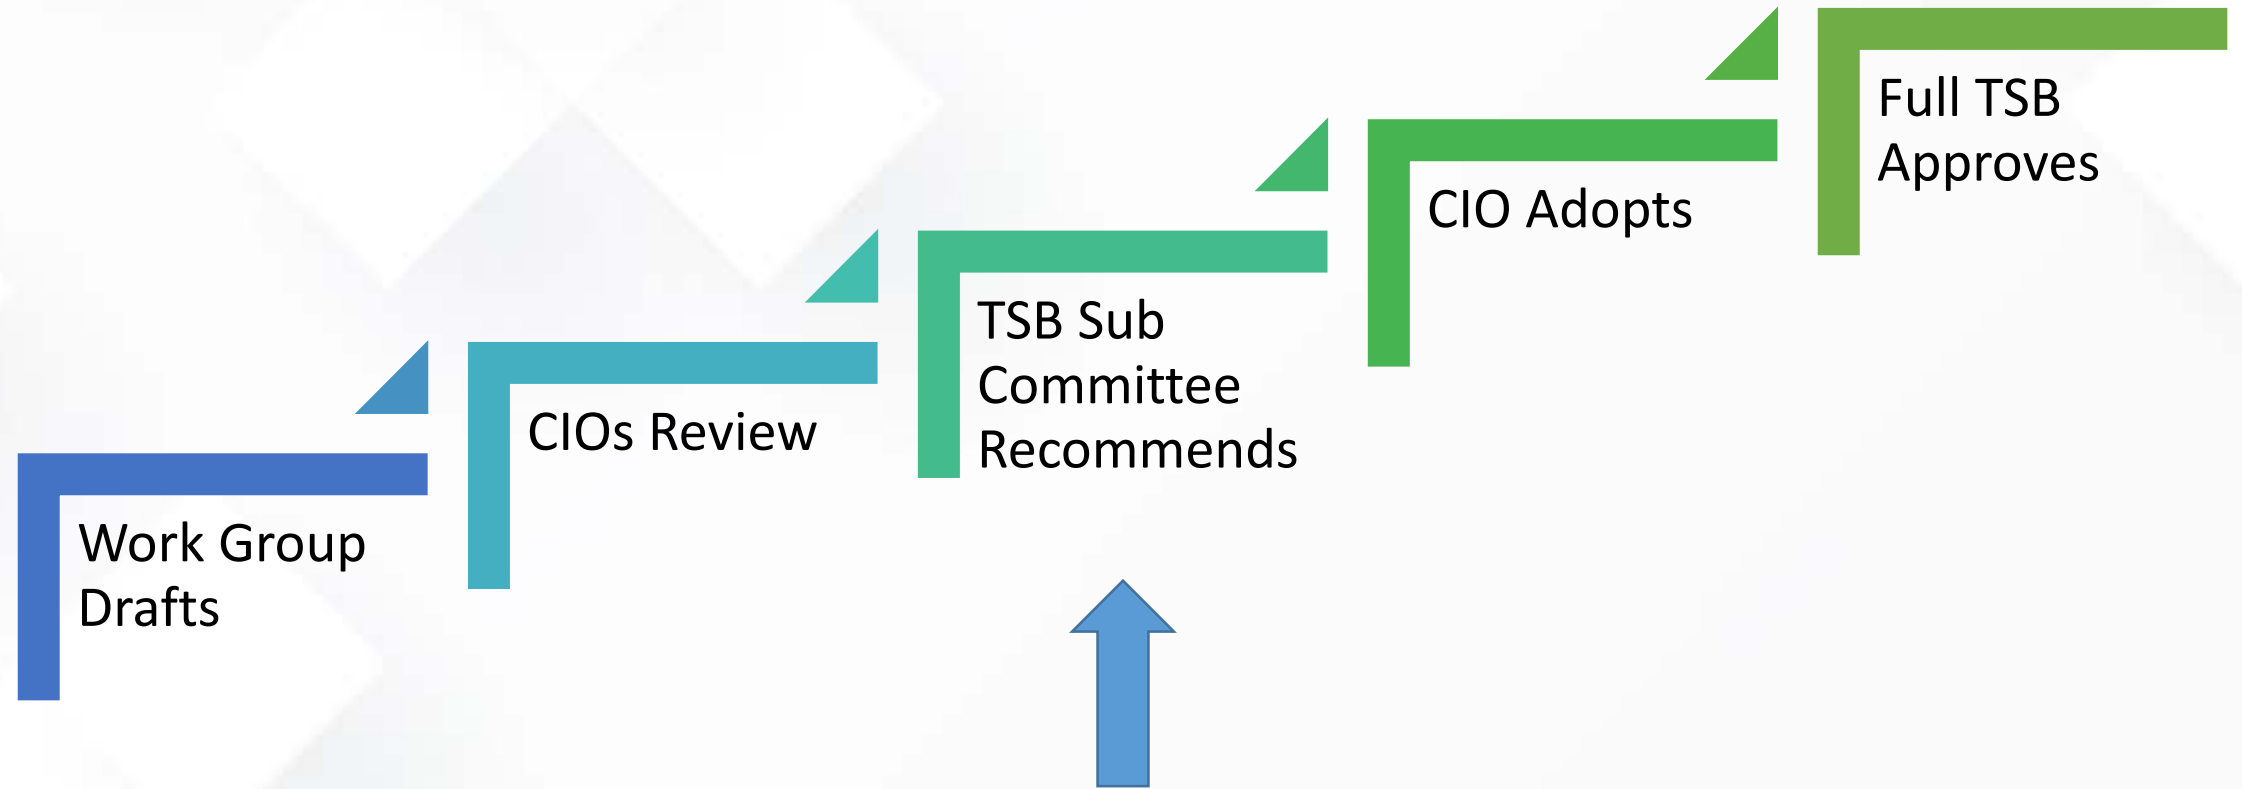 Work Group
Drafts
CIOs Review
TSB Sub
Committee
Recommends
CIO Adopts
Full TSB
Approves